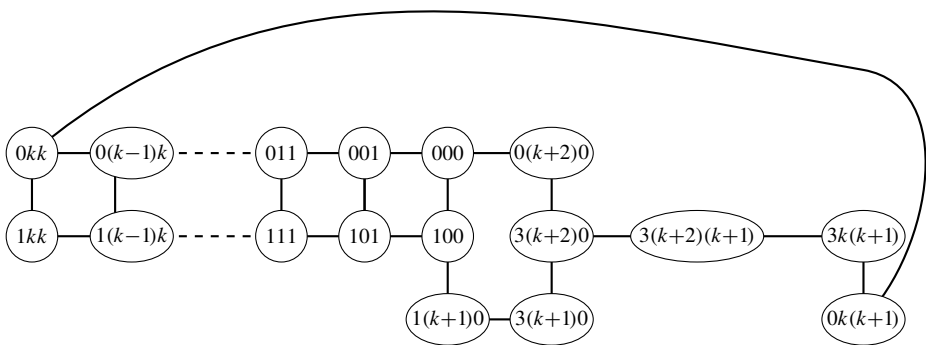 0kk 0(k−1)k 011 001 000 0(k+2)0
1kk 1(k−1)k 111 101 100 3(k+2)0 3(k+2)(k+1) 3k(k+1)
1(k+1)0 3(k+1)0 0k(k+1)